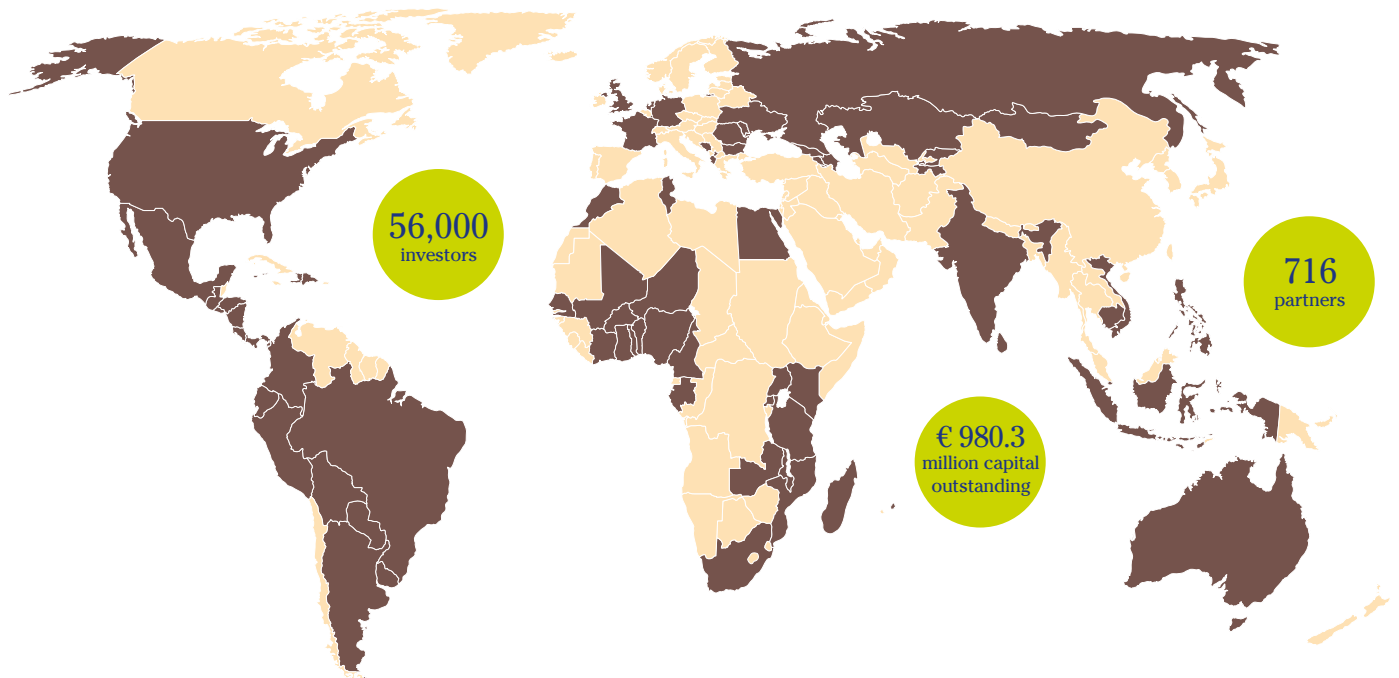 56,000
investors
716
partners
€ 980.3
million capital
outstanding